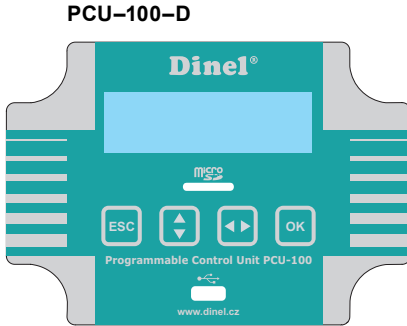 PCU–100–D
Dinel®
micro SD
ESC OK
Programmable Control Unit PCU-100
www.dinel.cz